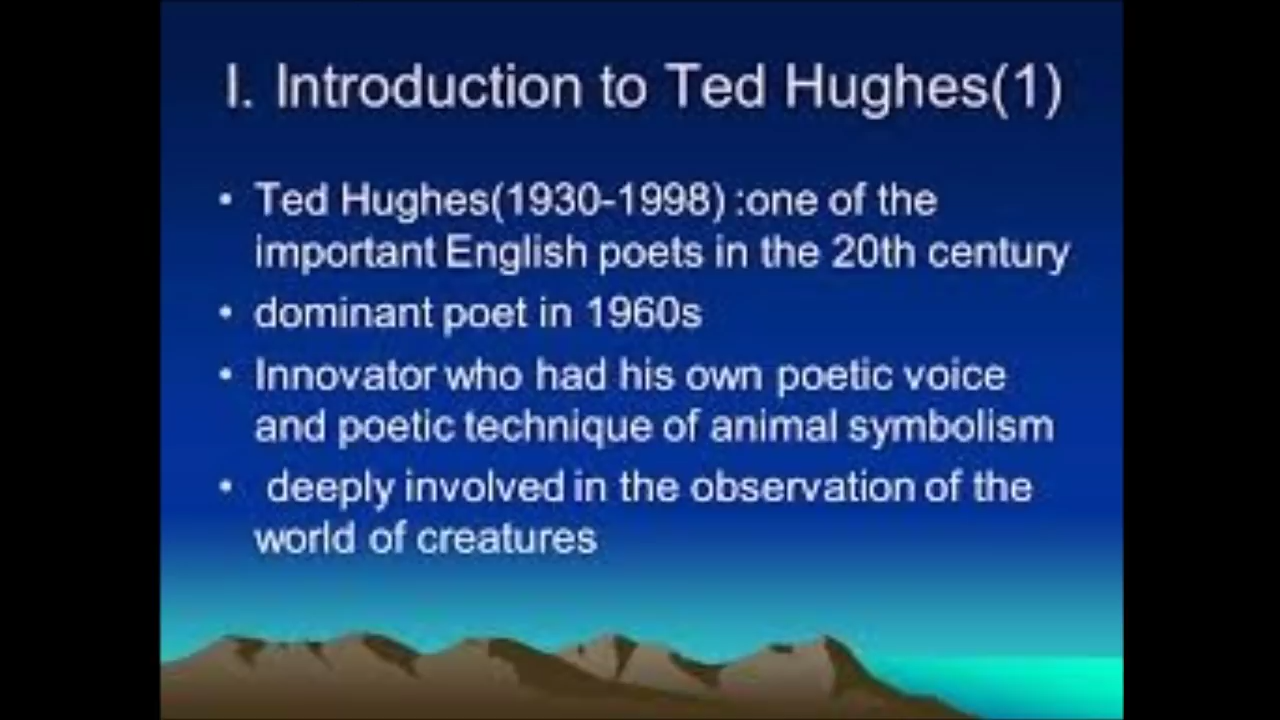 I. Introduction to Ted Hughes(1)
• Ted Hughes(1930-1998) :one of the
important English poets in the 20th century
• dominant poet in 1960s
• Innovator who had his own poetic voice
and poetic technique of animal symbolism
• deeply involved in the observation of the
world of creatures